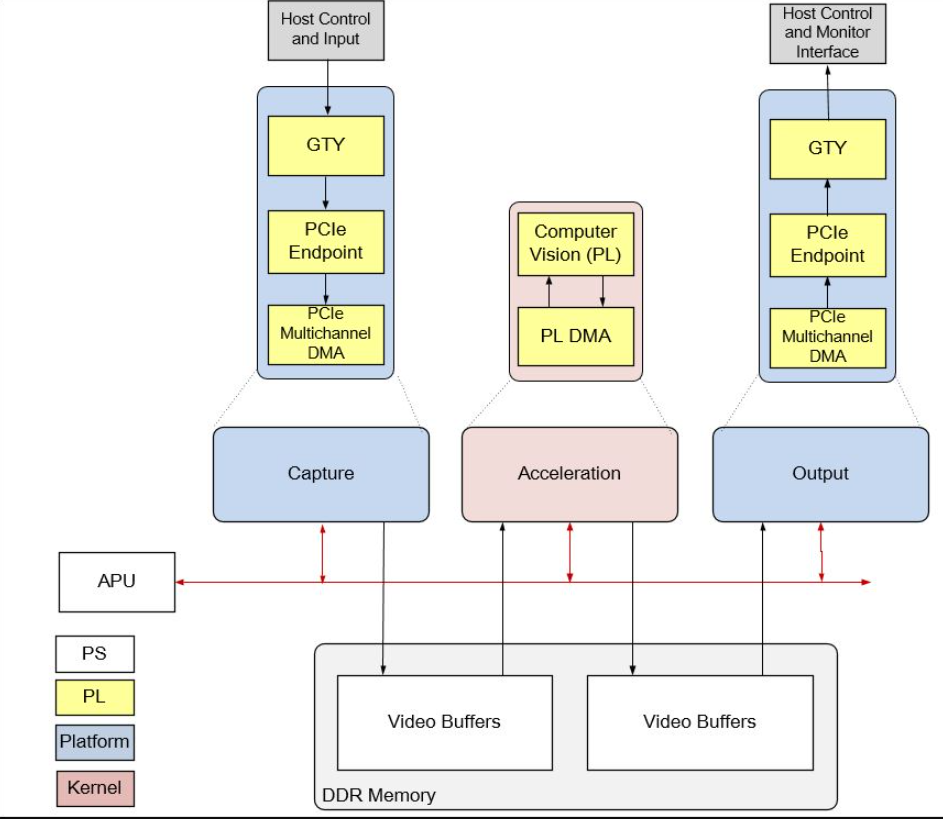 Host Control
and Input
Host Control
and Monitor
Interface
GTY
PCIe
Endpoint
PCIe
Multichannel
DMA
Computer
Vision (PL)
PL DMA
GTY
PCIe
Endpoint
PCIe
Multichannel
DMA
Capture
Acceleration
Output
APU
PS
PL
Platform
Kernel
Video Buffers
Video Buffers
DDR Memory